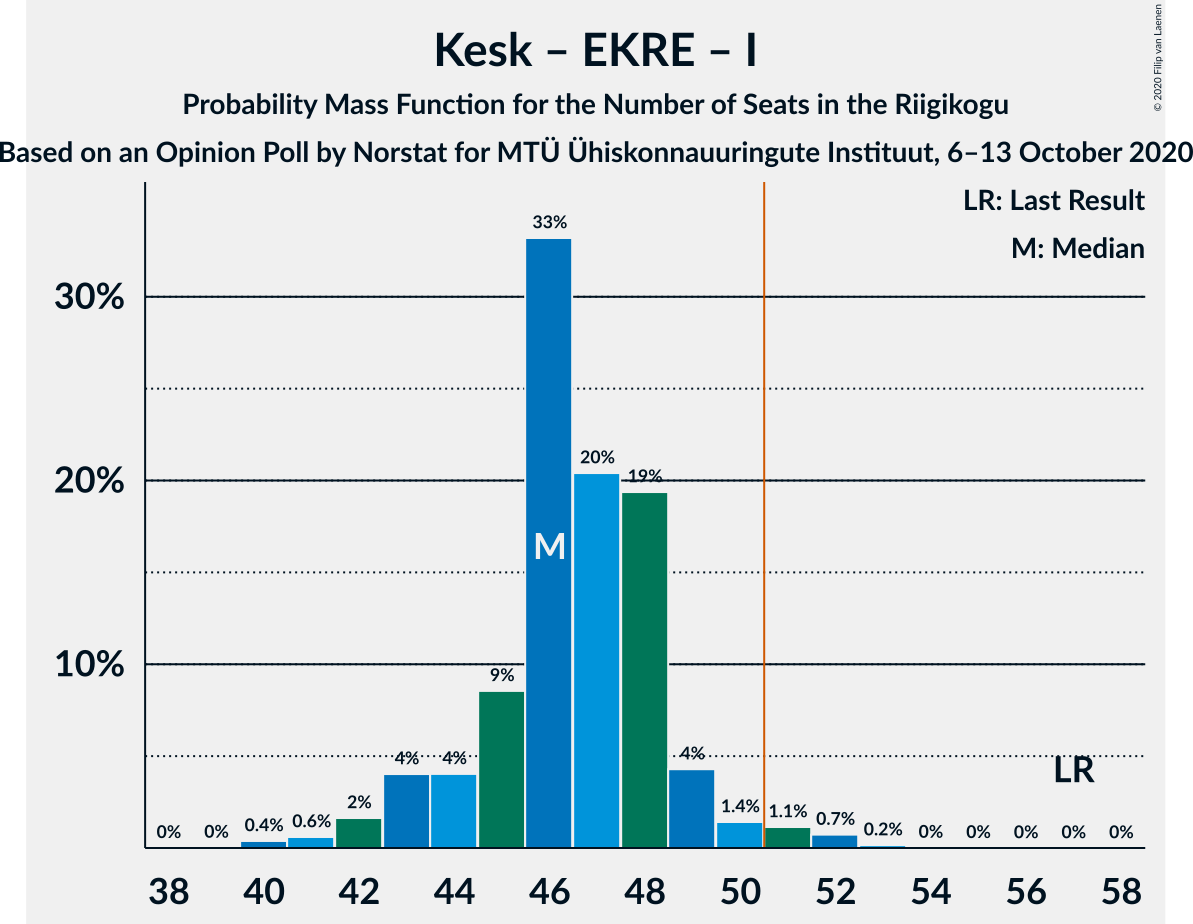 Kesk – EKRE – I
Probability Mass Function for the Number of Seats in the Riigikogu
Based on an Opinion Poll by Norstat for MTÜ Ühiskonnauuringute Instituut, 6–13 October 2020
© 2020 Filip van Laenen
LR: Last Result
M: Median
33%
30%
20%
20%
19%
M
10%
9%
4%
4%
4%
LR
2%
1.4%
1.1%
0.7%
0%
0%
0.4%
0.6%
0.2%
0%
0%
0%
0%
0%
38 40 42 44 46 48 50 52 54 56 58